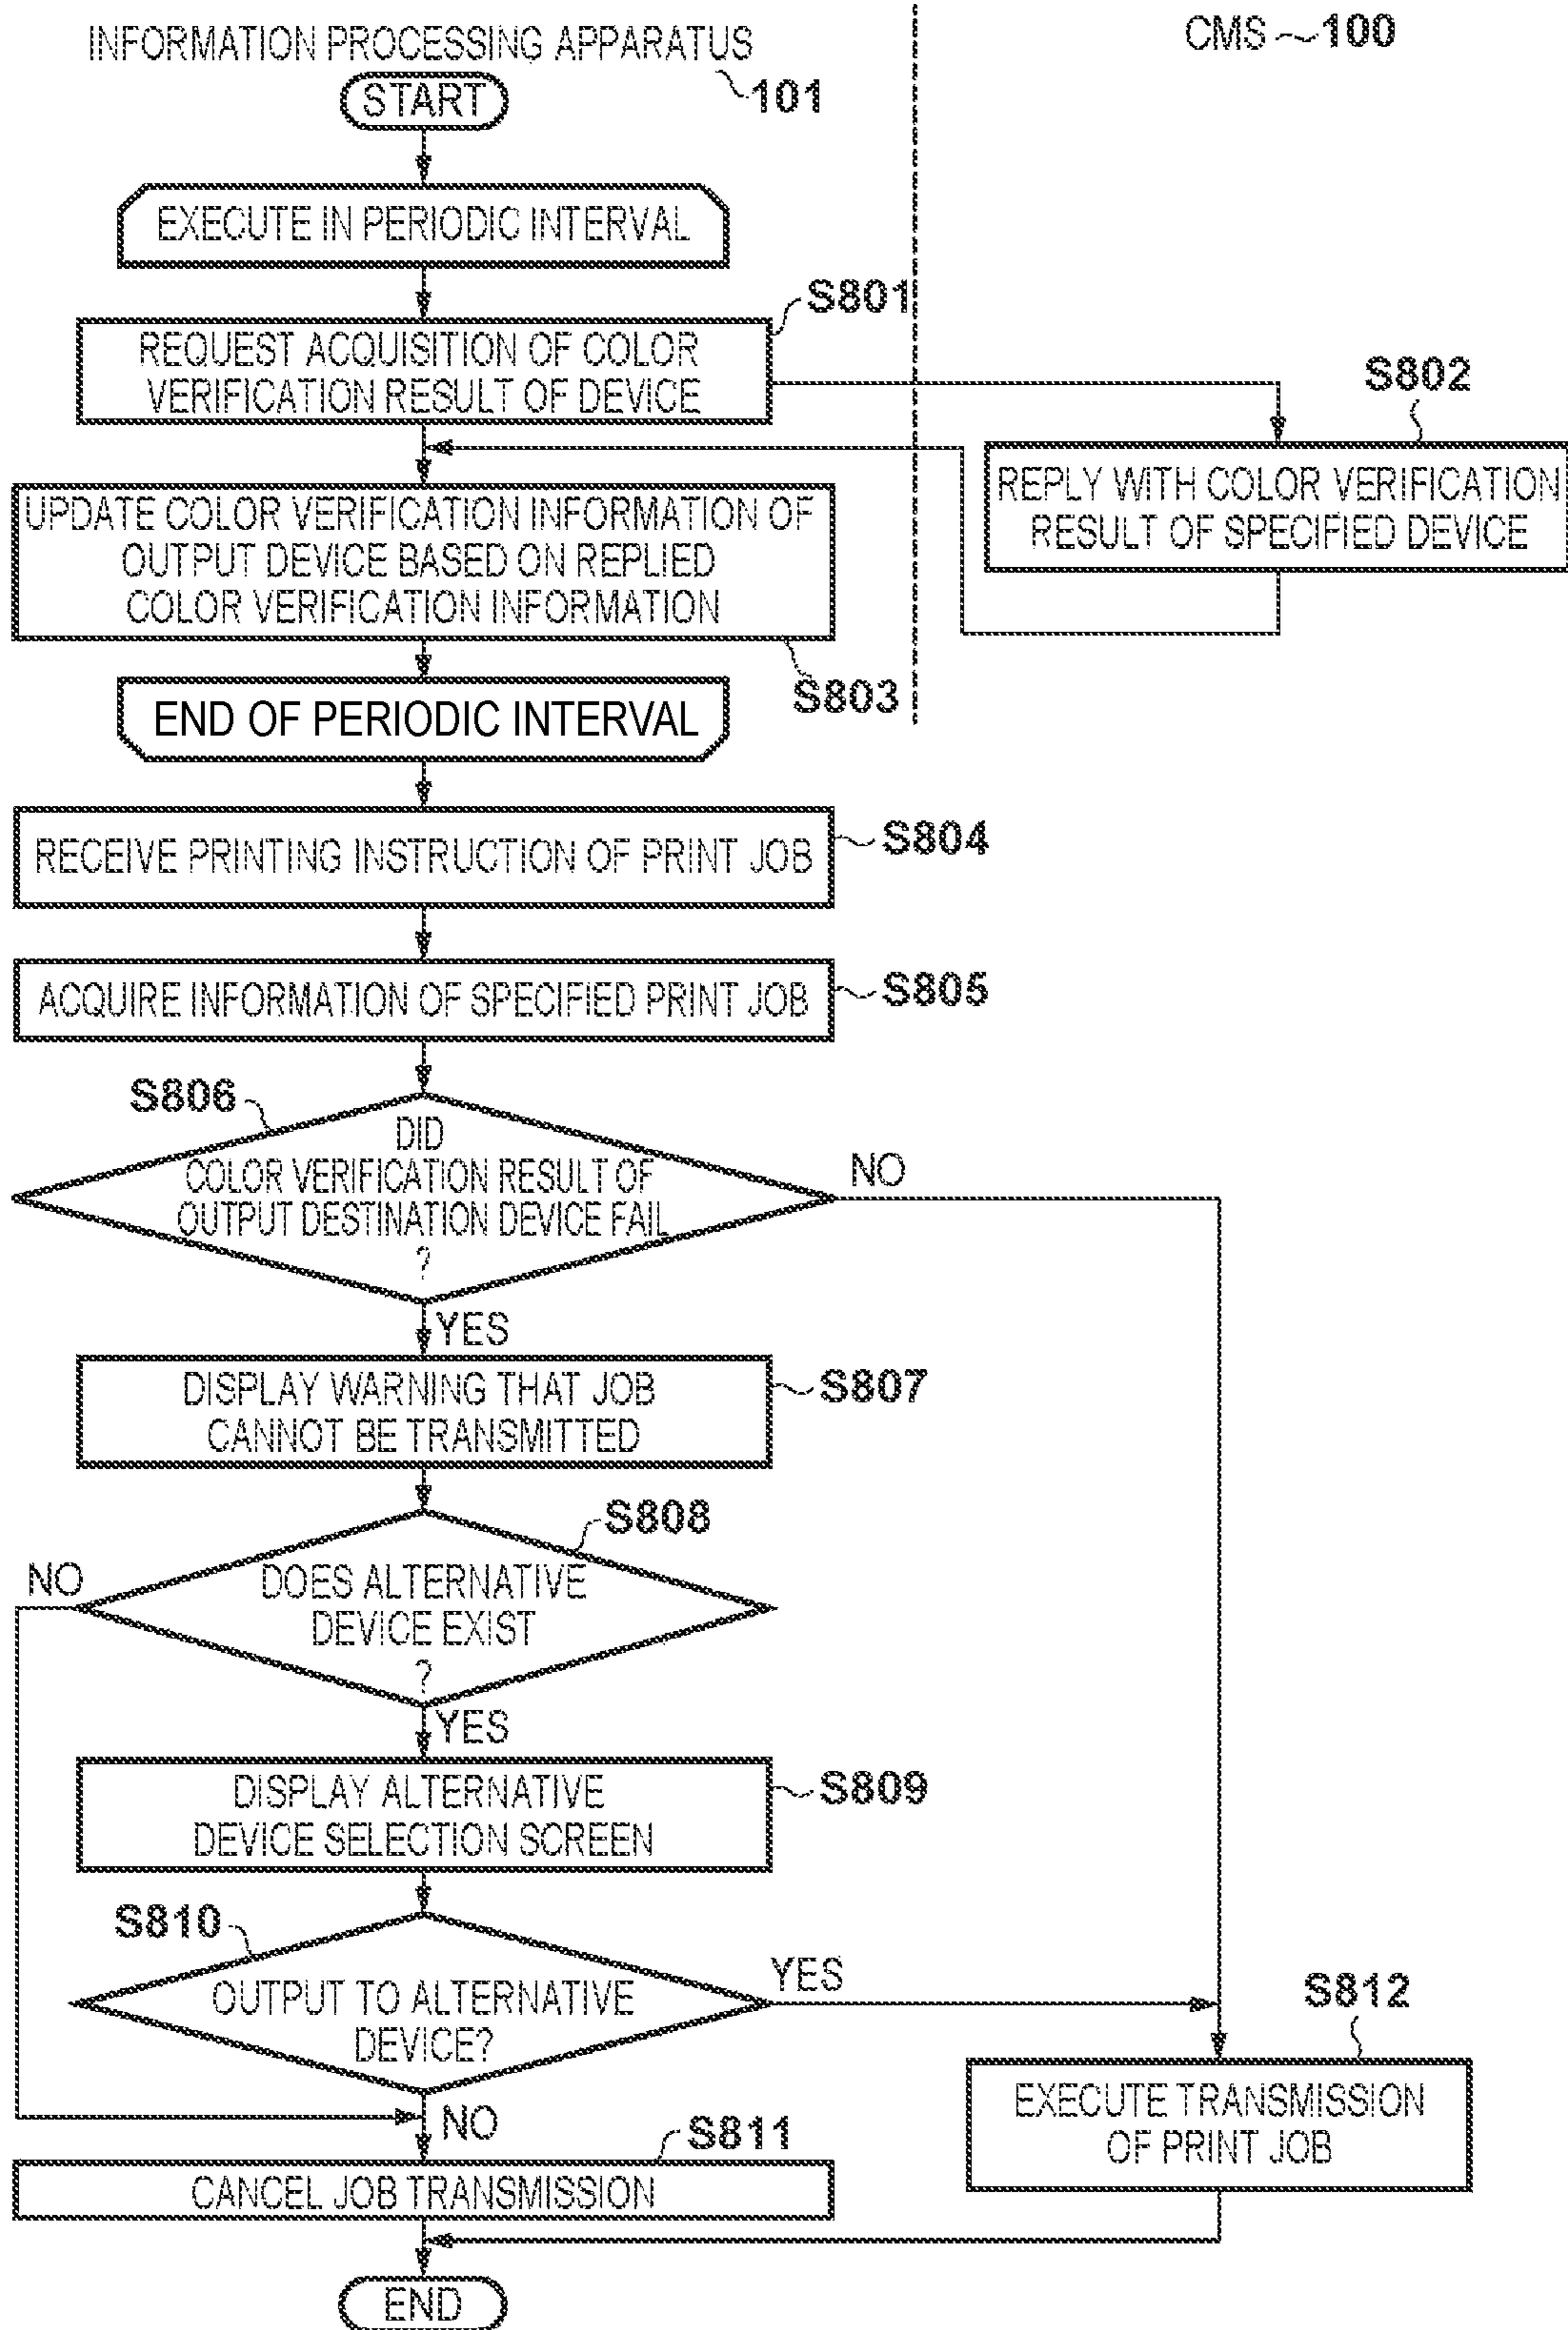 INFORMATION PROCESSING APPARATUS
101
CMS 100
START
EXECUTE IN PERIODIC INTERVAL
S801
REQUEST ACQUISITION OF COLOR
VERIFICATION RESULT OF DEVICE
S802
REPLY WITH COLOR VERIFICATION
RESULT OF SPECIFIED DEVICE
UPDATE COLOR VERIFICATION INFORMATION OF
OUTPUT DEVICE BASED ON REPLIED
COLOR VERIFICATION INFORMATION
S803
END OF PERIODIC INTERVAL
RECEIVE PRINTING INSTRUCTION OF PRINT JOB
S804
ACQUIRE INFORMATION OF SPECIFIED PRINT JOB
S805
S806
DID
COLOR VERIFICATION RESULT OF
OUTPUT DESTINATION DEVICE FAIL
?
NO
YES
DISPLAY WARNING THAT JOB
CANNOT BE TRANSMITTED
S807
S808
NO
DOES ALTERNATIVE
DEVICE EXIST
?
YES
DISPLAY ALTERNATIVE
DEVICE SELECTION SCREEN
S809
S810
OUTPUT TO ALTERNATIVE
DEVICE?
YES
NO
S812
EXECUTE TRANSMISSION
OF PRINT JOB
S811
CANCEL JOB TRANSMISSION
END